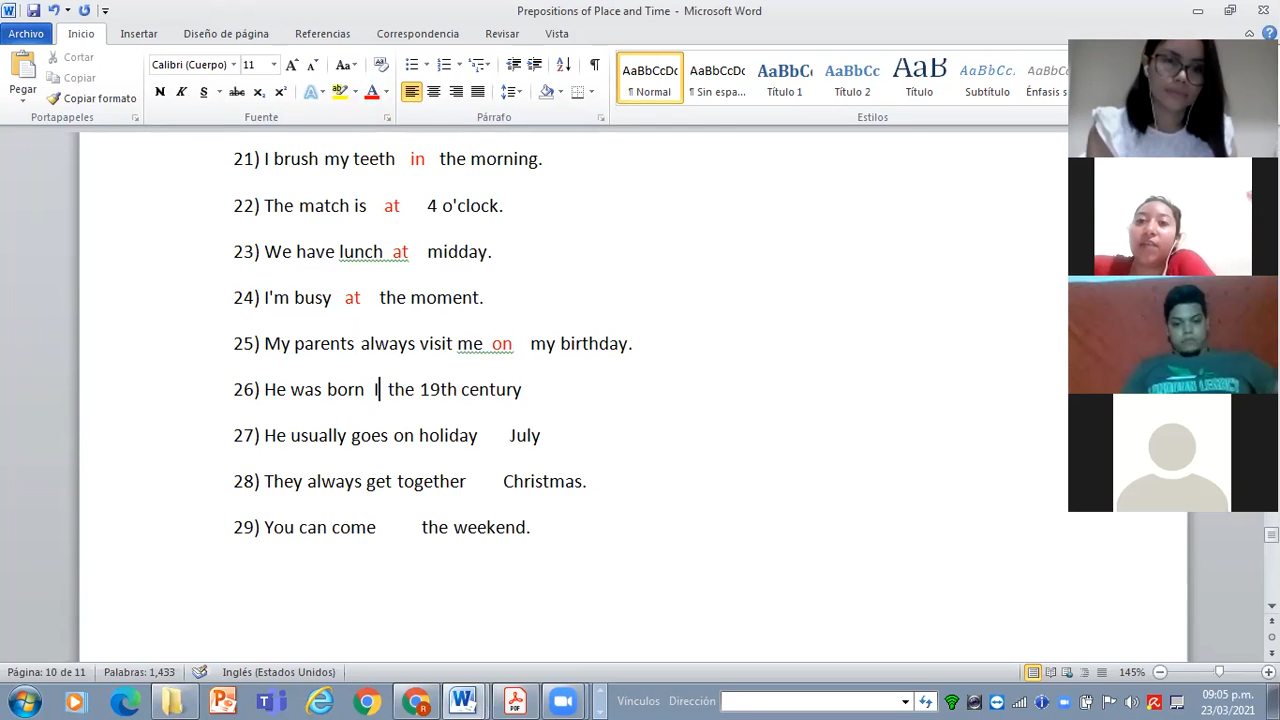 Prepositions of Place and Time - Microsoft Word
Archivo Inicio Insertar Diseño de página Referencias Correspondencia Revisar Vista
Cortar
Copiar
Copiar formato
Pegar
Portapapeles
Calibri (Cuerpo) 11
N K S abc x₂ x²
Fuente
Párrafo
AaBbCcDc AaBbCcDc AaBbC AaBbCc AaB AaBbCc. AaBbCc
¶ Normal ¶ Sin espa... Título 1 Título 2 Título Subtítulo Énfasis s
Estilos
21) I brush my teeth in the morning.
22) The match is at 4 o'clock.
23) We have lunch at midday.
24) I'm busy at the moment.
25) My parents always visit me on my birthday.
26) He was born I the 19th century
27) He usually goes on holiday July
28) They always get together Christmas.
29) You can come the weekend.
Página: 10 de 11 Palabras: 1,433 Inglés (Estados Unidos) 145%
Vínculos Dirección
09:05 p.m.
23/03/2021